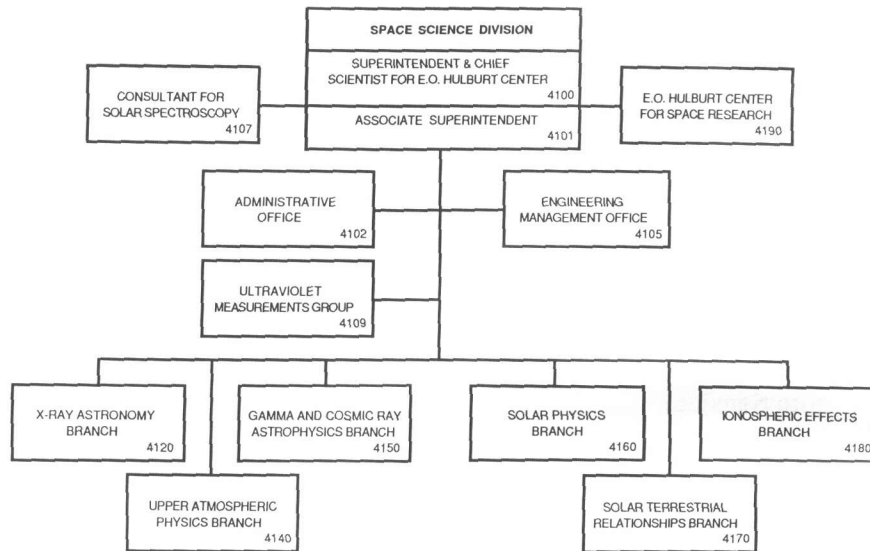 SPACE SCIENCE DIVISION
SUPERINTENDENT & CHIEF
SCIENTIST FOR E.O. HULBURT CENTER
4100
ASSOCIATE SUPERINTENDENT
4101
CONSULTANT FOR
SOLAR SPECTROSCOPY
4107
E.O. HULBURT CENTER
FOR SPACE RESEARCH
4190
ADMINISTRATIVE
OFFICE
4102
ENGINEERING
MANAGEMENT OFFICE
4105
ULTRAVIOLET
MEASUREMENTS GROUP
4109
X-RAY ASTRONOMY
BRANCH
4120
GAMMA AND COSMIC RAY
ASTROPHYSICS BRANCH
4150
SOLAR PHYSICS
BRANCH
4160
IONOSPHERIC EFFECTS
BRANCH
4180
UPPER ATMOSPHERIC
PHYSICS BRANCH
4140
SOLAR TERRESTRIAL
RELATIONSHIPS BRANCH
4170